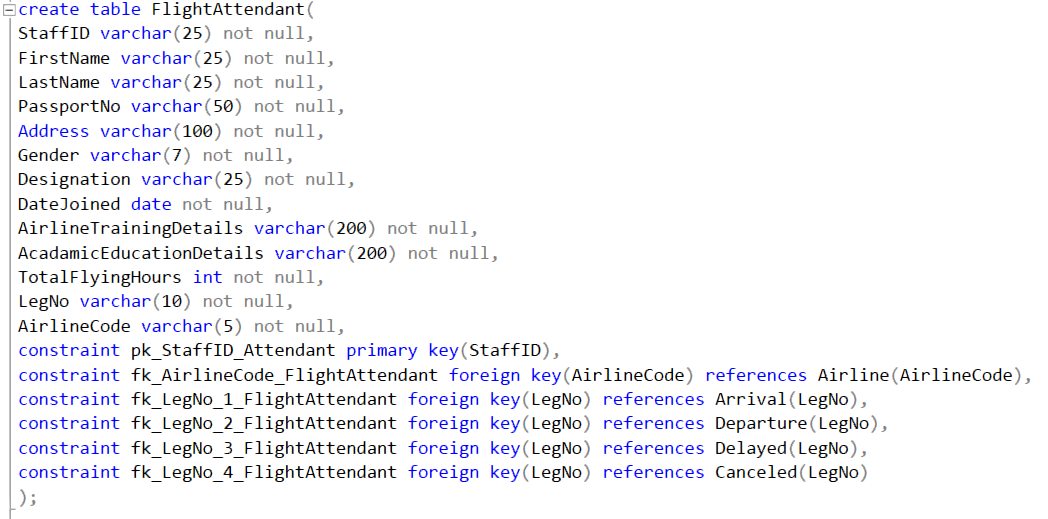 create table FlightAttendant(
StaffID varchar(25) not null,
FirstName varchar(25) not null,
LastName varchar(25) not null,
PassportNo varchar(50) not null,
Address varchar(100) not null,
Gender varchar(7) not null,
Designation varchar(25) not null,
DateJoined date not null,
AirlineTrainingDetails varchar(200) not null,
AcadamicEducationDetails varchar(200) not null,
TotalFlyingHours int not null,
LegNo varchar(10) not null,
AirlineCode varchar(5) not null,
constraint pk_StaffID_Attendant primary key(StaffID),
constraint fk_AirlineCode_FlightAttendant foreign key(AirlineCode) references Airline(AirlineCode),
constraint fk_LegNo_1_FlightAttendant foreign key(LegNo) references Arrival(LegNo),
constraint fk_LegNo_2_FlightAttendant foreign key(LegNo) references Departure(LegNo),
constraint fk_LegNo_3_FlightAttendant foreign key(LegNo) references Delayed(LegNo),
constraint fk_LegNo_4_FlightAttendant foreign key(LegNo) references Canceled(LegNo)
);